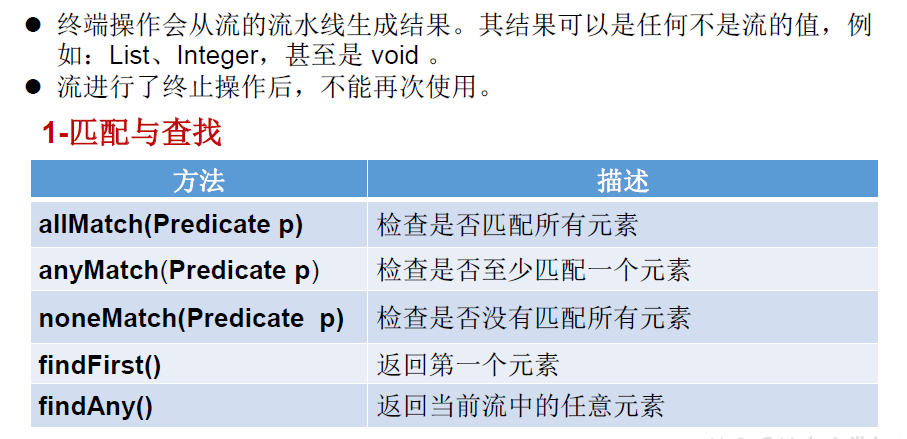 ● 终端操作会从流的流水线生成结果。其结果可以是任何不是流的值，例
如：List、Integer，甚至是 void 。
● 流进行了终止操作后，不能再次使用。
1-匹配与查找
方法 描述
allMatch(Predicate p) 检查是否匹配所有元素
anyMatch(Predicate p) 检查是否至少匹配一个元素
noneMatch(Predicate p) 检查是否没有匹配所有元素
findFirst() 返回第一个元素
findAny() 返回当前流中的任意元素